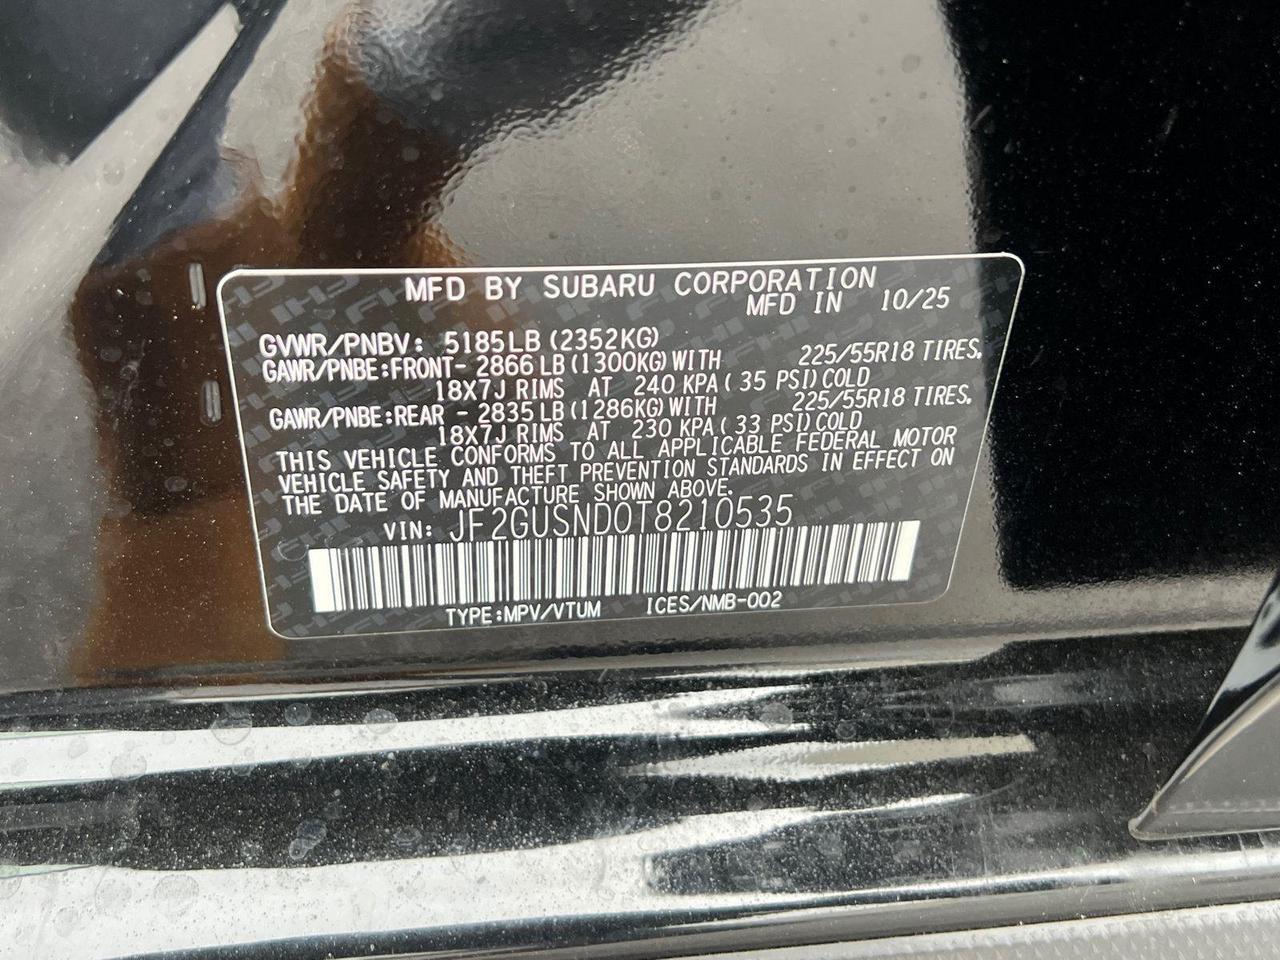 MFD BY SUBARU CORPORATION
MFD IN 10/25
GVWR/PNBV: 5185LB (2352KG)
GAWR/PNBE:FRONT- 2866 LB (1300KG) WITH 225/55R18 TIRES.
18X7J RIMS AT 240 KPA ( 35 PSI) COLD
GAWR/PNBE:REAR - 2835 LB (1286KG) WITH 225/55R18 TIRES.
18X7J RIMS AT 230 KPA ( 33 PSI) COLD
THIS VEHICLE CONFORMS TO ALL APPLICABLE FEDERAL MOTOR
VEHICLE SAFETY AND THEFT PREVENTION STANDARDS IN EFFECT ON
THE DATE OF MANUFACTURE SHOWN ABOVE.
VIN: JF2GUSND0T8210535
TYPE:MPV/VTUM ICES/NMB-002